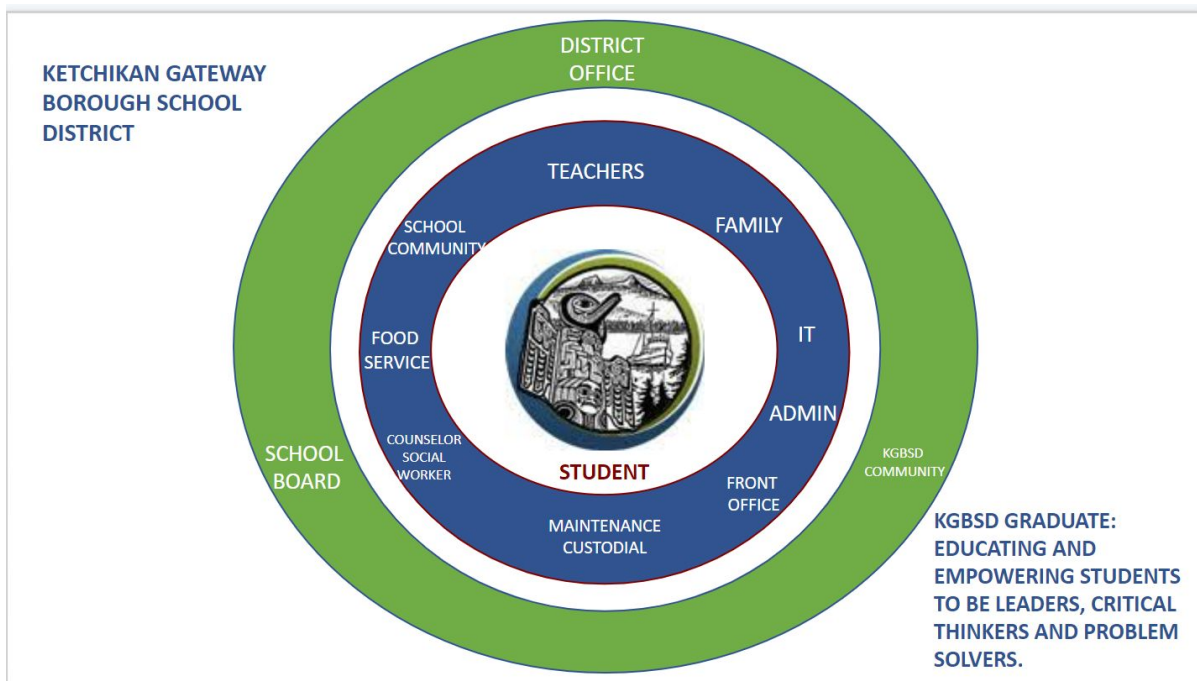 KETCHIKAN GATEWAY
BOROUGH SCHOOL
DISTRICT
DISTRICT
OFFICE
TEACHERS
SCHOOL
COMMUNITY
FAMILY
FOOD
SERVICE
IT
ADMIN
COUNSELOR
SOCIAL
WORKER
STUDENT
FRONT
OFFICE
MAINTENANCE
CUSTODIAL
SCHOOL
BOARD
KGBSD
COMMUNITY
KGBSD GRADUATE:
EDUCATING AND
EMPOWERING STUDENTS
TO BE LEADERS, CRITICAL
THINKERS AND PROBLEM
SOLVERS.